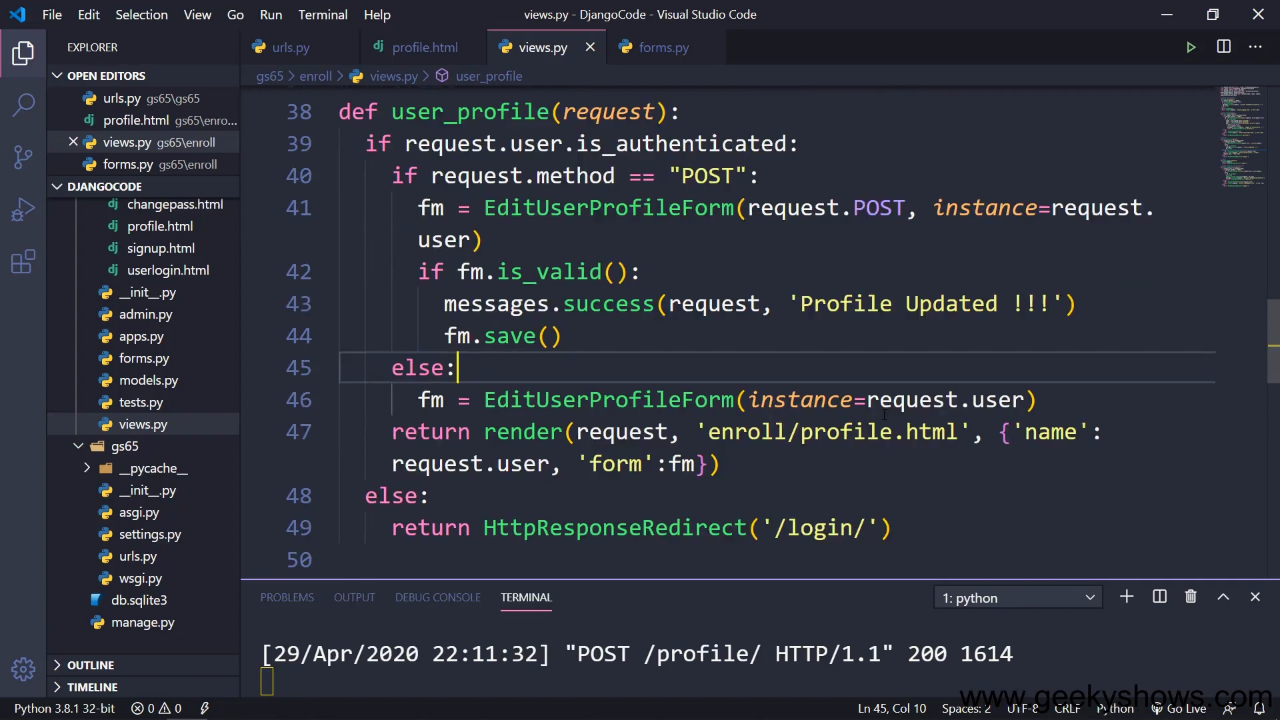 File Edit Selection View Go Run Terminal Help views.py - DjangoCode - Visual Studio Code
EXPLORER
urls.py profile.html views.py forms.py
gs65 enroll views.py user_profile
OPEN EDITORS
urls.py gs65\gs65
profile.html gs65\enro...
views.py gs65\enroll
forms.py gs65\enroll
DJANGOCODE
changepass.html
profile.html
signup.html
userlogin.html
__init__.py
admin.py
apps.py
forms.py
models.py
tests.py
views.py
gs65
__pycache__
__init__.py
asgi.py
settings.py
urls.py
wsgi.py
db.sqlite3
manage.py
OUTLINE
TIMELINE
38 def user_profile(request):
39 if request.user.is_authenticated:
40 if request.method == "POST":
41 fm = EditUserProfileForm(request.POST, instance=request.
user)
42 if fm.is_valid():
43 messages.success(request, 'Profile Updated !!!')
44 fm.save()
45 else:
46 fm = EditUserProfileForm(instance=request.user)
47 return render(request, 'enroll/profile.html', {'name':
request.user, 'form':fm})
48 else:
49 return HttpResponseRedirect('/login/')
50
PROBLEMS OUTPUT DEBUG CONSOLE TERMINAL 1: python
[29/Apr/2020 22:11:32] "POST /profile/ HTTP/1.1" 200 1614
www.geekyshows.com
Python 3.8.1 32-bit 0 0 Ln 45, Col 10 Spaces: 2 UTF-8 CRLF Python Go Live